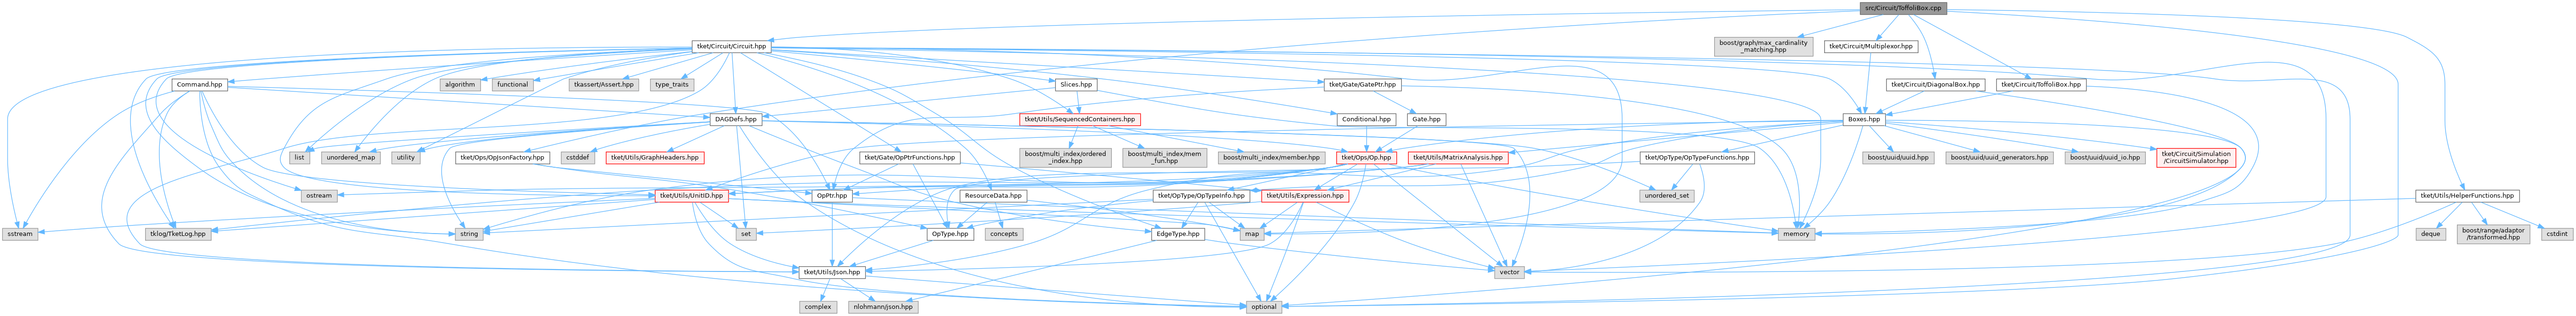 src/Circuit/ToffoliBox.cpp
tket/Circuit/Circuit.hpp
boost/graph/max_cardinality
_matching.hpp
tket/Circuit/Multiplexor.hpp
Command.hpp
algorithm
functional
tkassert/Assert.hpp
type_traits
Slices.hpp
tket/Gate/GatePtr.hpp
tket/Circuit/DiagonalBox.hpp
tket/Circuit/ToffoliBox.hpp
DAGDefs.hpp
tket/Utils/SequencedContainers.hpp
Conditional.hpp
Gate.hpp
Boxes.hpp
list
unordered_map
utility
tket/Ops/OpJsonFactory.hpp
cstddef
tket/Utils/GraphHeaders.hpp
tket/Gate/OpPtrFunctions.hpp
boost/multi_index/ordered
_index.hpp
boost/multi_index/mem
_fun.hpp
boost/multi_index/member.hpp
tket/Ops/Op.hpp
tket/Utils/MatrixAnalysis.hpp
tket/OpType/OpTypeFunctions.hpp
boost/uuid/uuid.hpp
boost/uuid/uuid_generators.hpp
boost/uuid/uuid_io.hpp
tket/Circuit/Simulation
/CircuitSimulator.hpp
ostream
tket/Utils/UnitID.hpp
OpPtr.hpp
ResourceData.hpp
tket/OpType/OpTypeInfo.hpp
tket/Utils/Expression.hpp
unordered_set
tket/Utils/HelperFunctions.hpp
sstream
tklog/TketLog.hpp
string
set
OpType.hpp
concepts
EdgeType.hpp
map
memory
deque
boost/range/adaptor
/transformed.hpp
cstdint
tket/Utils/Json.hpp
vector
complex
nlohmann/json.hpp
optional